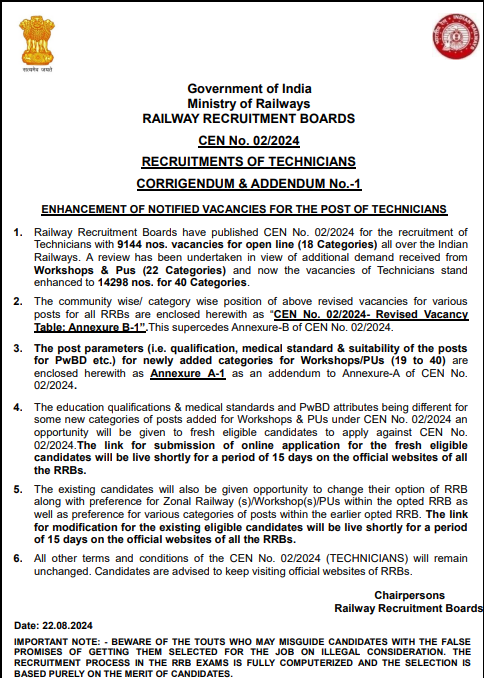 सत्यमेव जयते
Government of India
Ministry of Railways
RAILWAY RECRUITMENT BOARDS
CEN No. 02/2024
RECRUITMENTS OF TECHNICIANS
CORRIGENDUM & ADDENDUM No.-1
ENHANCEMENT OF NOTIFIED VACANCIES FOR THE POST OF TECHNICIANS
1. Railway Recruitment Boards have published CEN No. 02/2024 for the recruitment of
Technicians with 9144 nos. vacancies for open line (18 Categories) all over the Indian
Railways. A review has been undertaken in view of additional demand received from
Workshops & Pus (22 Categories) and now the vacancies of Technicians stand
enhanced to 14298 nos. for 40 Categories.
2. The community wise/ category wise position of above revised vacancies for various
posts for all RRBs are enclosed herewith as “CEN No. 02/2024- Revised Vacancy
Table: Annexure B-1”.This supercedes Annexure-B of CEN No. 02/2024.
3. The post parameters (i.e. qualification, medical standard & suitability of the posts
for PwBD etc.) for newly added categories for Workshops/PUs (19 to 40) are
enclosed herewith as Annexure A-1 as an addendum to Annexure-A of CEN No.
02/2024.
4. The education qualifications & medical standards and PwBD attributes being different for
some new categories of posts added for Workshops & PUs under CEN No. 02/2024 an
opportunity will be given to fresh eligible candidates to apply against CEN No.
02/2024.The link for submission of online application for the fresh eligible
candidates will be live shortly for a period of 15 days on the official websites of all
the RRBs.
5. The existing candidates will also be given opportunity to change their option of RRB
along with preference for Zonal Railway (s)/Workshop(s)/PUs within the opted RRB as
well as preference for various categories of posts within the earlier opted RRB. The link
for modification for the existing eligible candidates will be live shortly for a period
of 15 days on the official websites of all the RRBs.
6. All other terms and conditions of the CEN No. 02/2024 (TECHNICIANS) will remain
unchanged. Candidates are advised to keep visiting official websites of RRBs.
Chairpersons
Railway Recruitment Boards
Date: 22.08.2024
IMPORTANT NOTE: - BEWARE OF THE TOUTS WHO MAY MISGUIDE CANDIDATES WITH THE FALSE
PROMISES OF GETTING THEM SELECTED FOR THE JOB ON ILLEGAL CONSIDERATION. THE
RECRUITMENT PROCESS IN THE RRB EXAMS IS FULLY COMPUTERIZED AND THE SELECTION IS
BASED PURELY ON THE MERIT OF CANDIDATES.